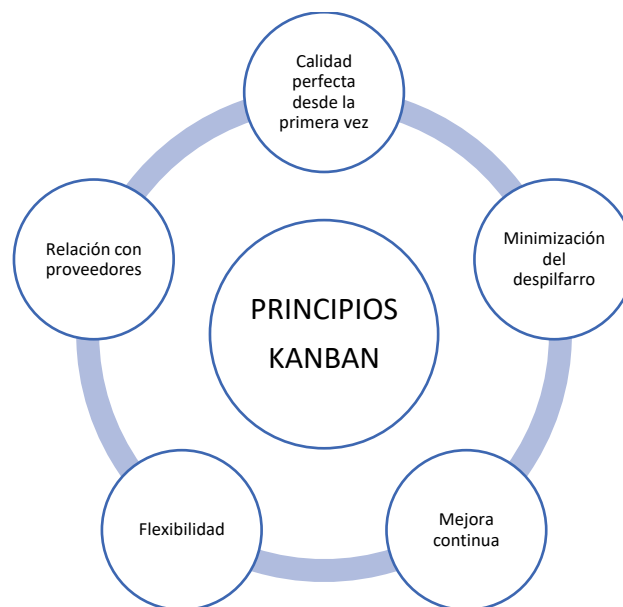 Calidad
perfecta
desde la
primera vez
Minimización
del
despilfarro
Mejora
continua
Flexibilidad
Relación con
proveedores
PRINCIPIOS
KANBAN